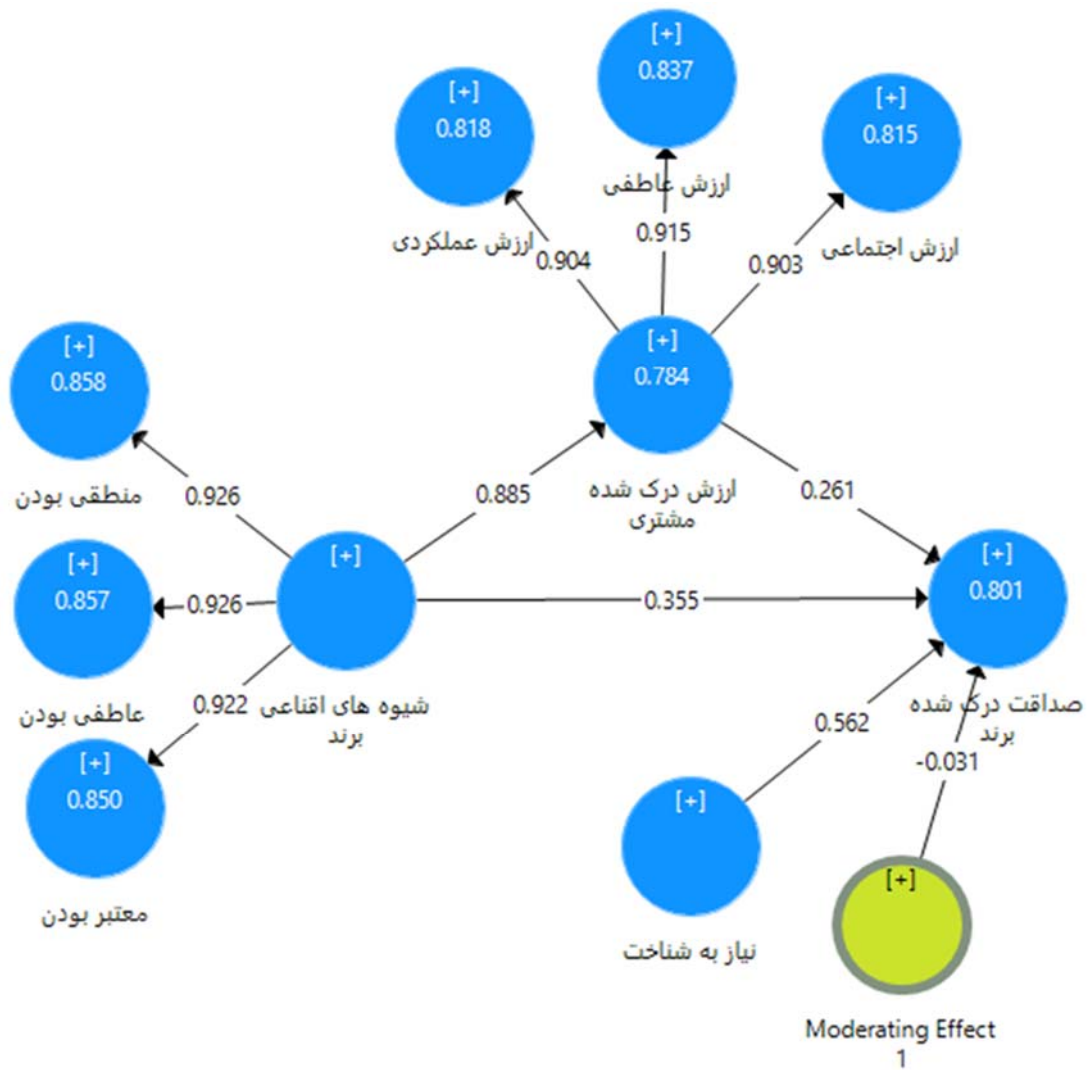 [+]
0.837
ارزش عاطفی
[+]
0.818
ارزش عملکردی
[+]
0.815
ارزش اجتماعی
0.904
0.915
0.903
[+]
0.784
ارزش درک شده
مشتری
[+]
0.858
منطقی بودن
0.926
0.885
0.261
[+]
0.857
عاطفی بودن
0.926
[+]
شیوه های اقناعی
برند
0.355
[+]
0.801
صداقت درک شده
برند
0.922
[+]
0.850
معتبر بودن
0.562
-0.031
[+]
نیاز به شناخت
[+]
Moderating Effect
1